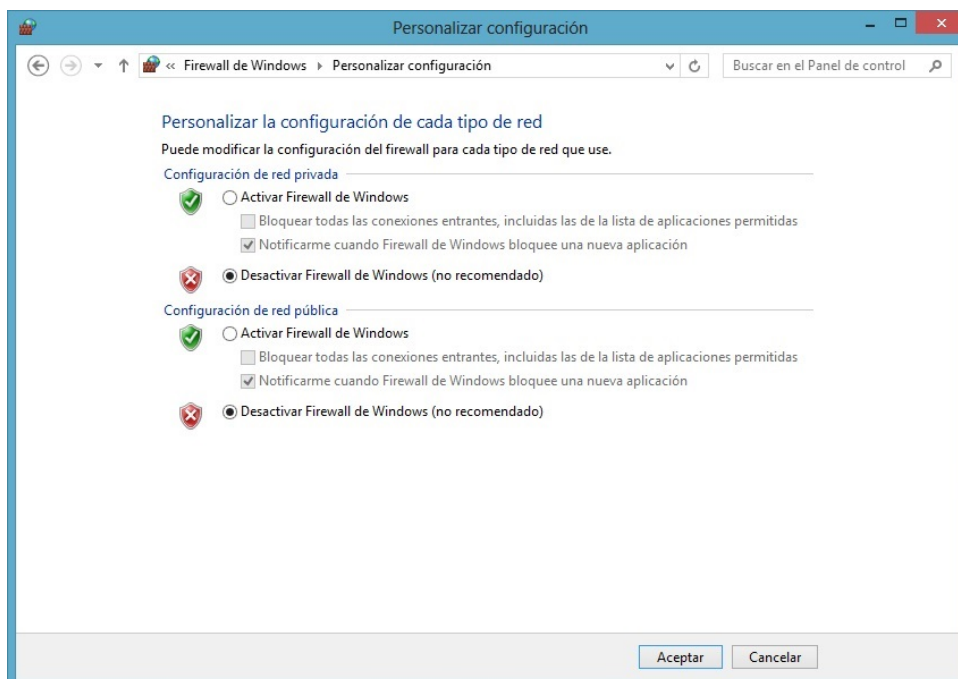 Personalizar configuración
« Firewall de Windows Personalizar configuración
Buscar en el Panel de control
Personalizar la configuración de cada tipo de red
Puede modificar la configuración del firewall para cada tipo de red que use.
Configuración de red privada
Activar Firewall de Windows
Bloquear todas las conexiones entrantes, incluidas las de la lista de aplicaciones permitidas
Notificarme cuando Firewall de Windows bloquee una nueva aplicación
Desactivar Firewall de Windows (no recomendado)
Configuración de red pública
Activar Firewall de Windows
Bloquear todas las conexiones entrantes, incluidas las de la lista de aplicaciones permitidas
Notificarme cuando Firewall de Windows bloquee una nueva aplicación
Desactivar Firewall de Windows (no recomendado)
Aceptar Cancelar